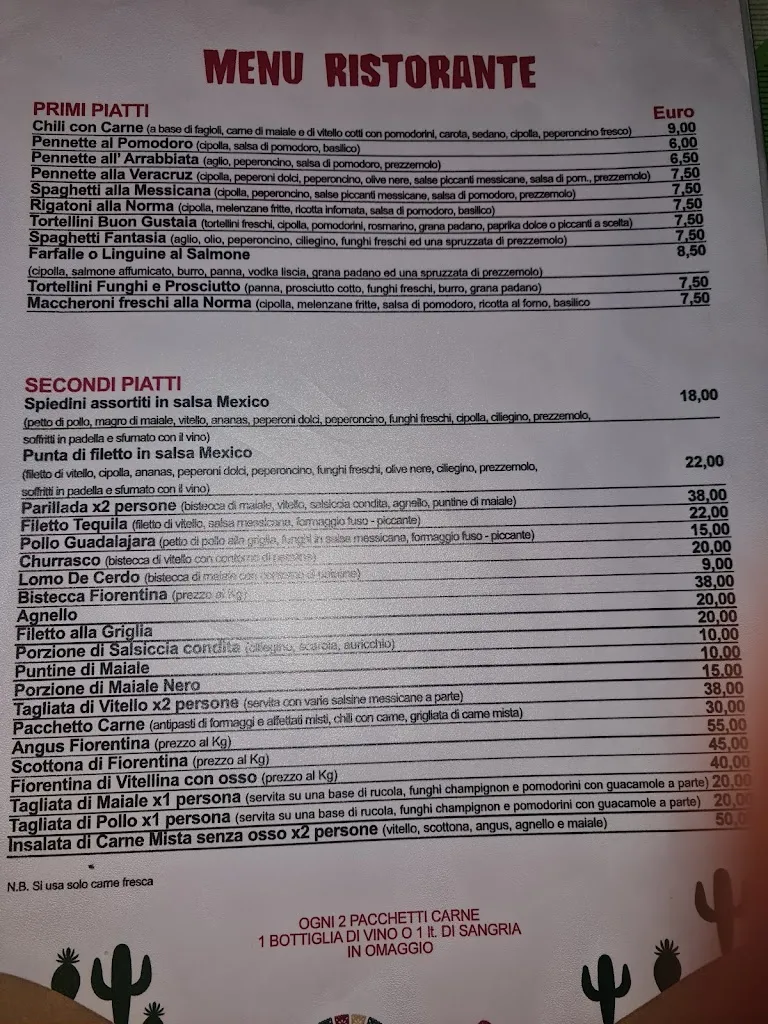 MENU RISTORANTE
PRIMI PIATTI Euro
Chili con Carne (a base di fagioli, carne di maiale e di vitello cotti con pomodorini, carota, sedano, cipolla, peperoncino fresco) 9,00
Pennette al Pomodoro (cipolla, salsa di pomodoro, basilico) 6,00
Pennette all' Arrabbiata (aglio, peperoncino, salsa di pomodoro, prezzemolo) 6,50
Pennette alla Veracruz (cipolla, peperoni dolci, peperoncino, olive nere, salse piccanti messicane, salsa di pom., prezzemolo) 7,50
Spaghetti alla Messicana (cipolla, peperoncino, salse piccanti messicane, salsa di pomodoro, prezzemolo) 7,50
Rigatoni alla Norma (cipolla, melenzane fritte, ricotta infornata, salsa di pomodoro, basilico) 7,50
Tortellini Buon Gustaia (tortellini freschi, cipolla, pomodorini, rosmarino, grana padano, paprika dolce o piccanti a scelta) 7,50
Spaghetti Fantasia (aglio, olio, peperoncino, ciliegino, funghi freschi ed una spruzzata di prezzemolo) 7,50
Farfalle o Linguine al Salmone 8,50
(cipolla, salmone affumicato, burro, panna, vodka liscia, grana padano ed una spruzzata di prezzemolo)
Tortellini Funghi e Prosciutto (panna, prosciutto cotto, funghi freschi, burro, grana padano) 7,50
Maccheroni freschi alla Norma (cipolla, melenzane fritte, salsa di pomodoro, ricotta al forno, basilico 7,50
SECONDI PIATTI
Spiedini assortiti in salsa Mexico 18,00
(petto di pollo, magro di maiale, vitello, ananas, peperoni dolci, peperoncino, funghi freschi, cipolla, ciliegino, prezzemolo,
soffritti in padella e sfumato con il vino)
Punta di filetto in salsa Mexico 22,00
(filetto di vitello, cipolla, ananas, peperoni dolci, peperoncino, funghi freschi, olive nere, ciliegino, prezzemolo,
soffritti in padella e sfumato con il vino)
Parillada x2 persone (bistecca di maiale, vitello, salsiccia condita, agnello, puntine di maiale) 38,00
Filetto Tequila (filetto di vitello, salsa messicana, formaggio fuso - piccante) 22,00
Pollo Guadalajara (petto di pollo alla griglia, funghi in salsa messicana, formaggio fuso - piccante) 15,00
Churrasco (bistecca di vitello con contorno di patatine) 20,00
Lomo De Cerdo (bistecca di maiale con contorno di patatine) 9,00
Bistecca Fiorentina (prezzo al Kg) 38,00
Agnello 20,00
Filetto alla Griglia 20,00
Porzione di Salsiccia condita (ciliegino, scarola, auricchio) 10,00
Puntine di Maiale 10,00
Porzione di Maiale Nero 15,00
Tagliata di Vitello x2 persone (servita con varie salsine messicane a parte) 38,00
Pacchetto Carne (antipasti di formaggi e affettati misti, chili con carne, grigliata di carne mista) 30,00
Angus Fiorentina (prezzo al Kg) 55,00
Scottona di Fiorentina (prezzo al Kg) 45,00
Fiorentina di Vitellina con osso (prezzo al Kg) 40,00
Tagliata di Maiale x1 persona (servita su una base di rucola, funghi champignon e pomodorini con guacamole a parte) 20,00
Tagliata di Pollo x1 persona (servita su una base di rucola, funghi champignon e pomodorini con guacamole a parte) 20,00
Insalata di Carne Mista senza osso x2 persone (vitello, scottona, angus, agnello e maiale) 50,0
N.B. Si usa solo carne fresca
OGNI 2 PACCHETTI CARNE
1 BOTTIGLIA DI VINO O 1 lt. DI SANGRIA
IN OMAGGIO